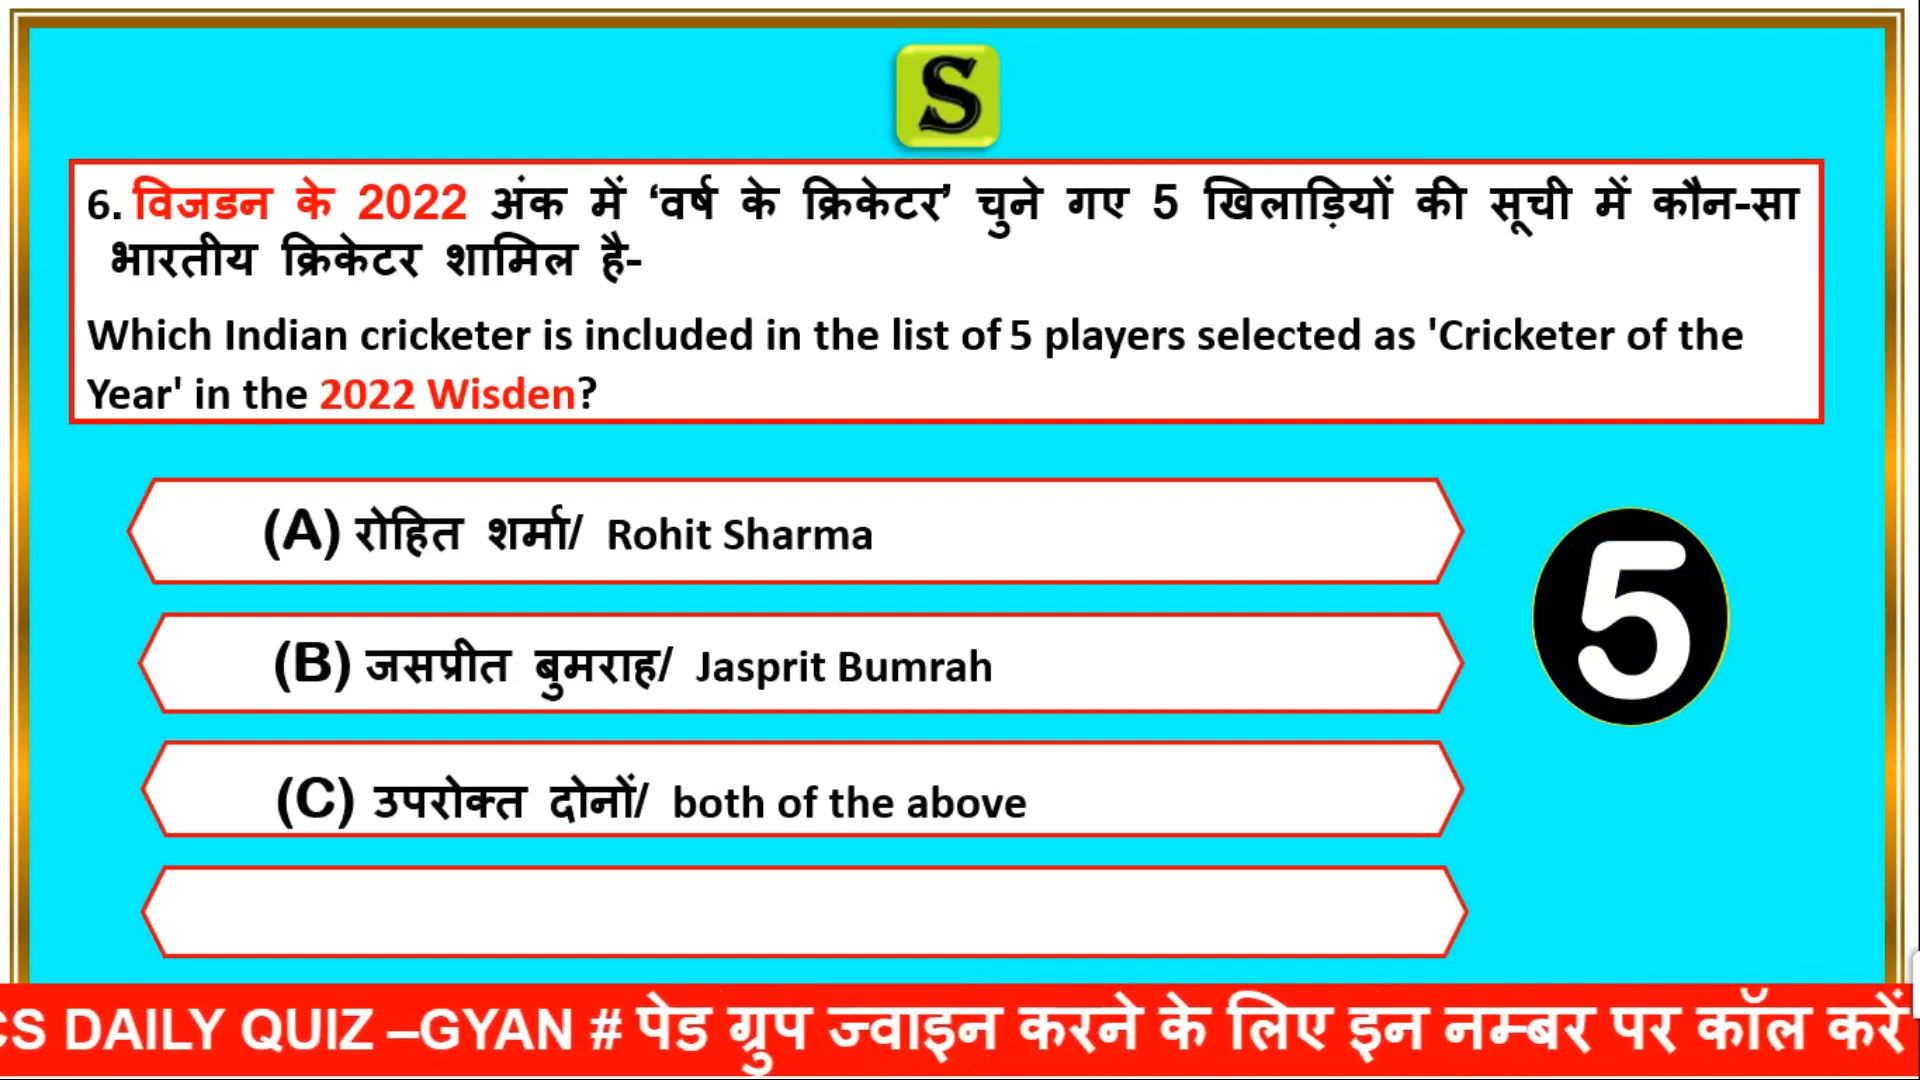 S
6. विजडन के 2022 अंक में ‘वर्ष के क्रिकेटर’ चुने गए 5 खिलाड़ियों की सूची में कौन-सा
भारतीय क्रिकेटर शामिल है-
Which Indian cricketer is included in the list of 5 players selected as 'Cricketer of the
Year' in the 2022 Wisden?
(A) रोहित शर्मा/ Rohit Sharma
(B) जसप्रीत बुमराह/ Jasprit Bumrah
(C) उपरोक्त दोनों/ both of the above
5
CS DAILY QUIZ –GYAN # पेड ग्रुप ज्वाइन करने के लिए इन नम्बर पर कॉल करें